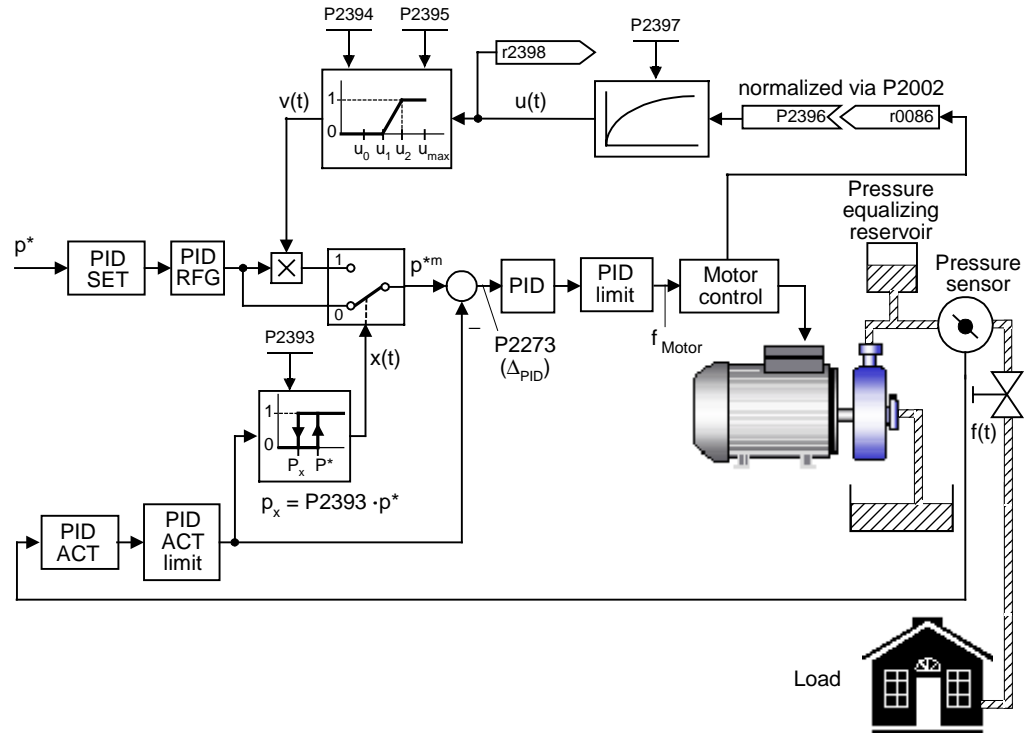 P2394
P2395
r2398
P2397
normalized via P2002
v(t)
1
0
u0 u1 u2 umax
u(t)
P2396
r0086
Pressure
equalizing
reservoir
p*
PID
SET
PID
RFG
×
1
0
p*m
PID
PID
limit
Motor
control
Pressure
sensor
–
P2273
(ΔPID)
f Motor
P2393
x(t)
1
0
Px P*
px = P2393 · p*
f(t)
PID
ACT
PID
ACT
limit
Load